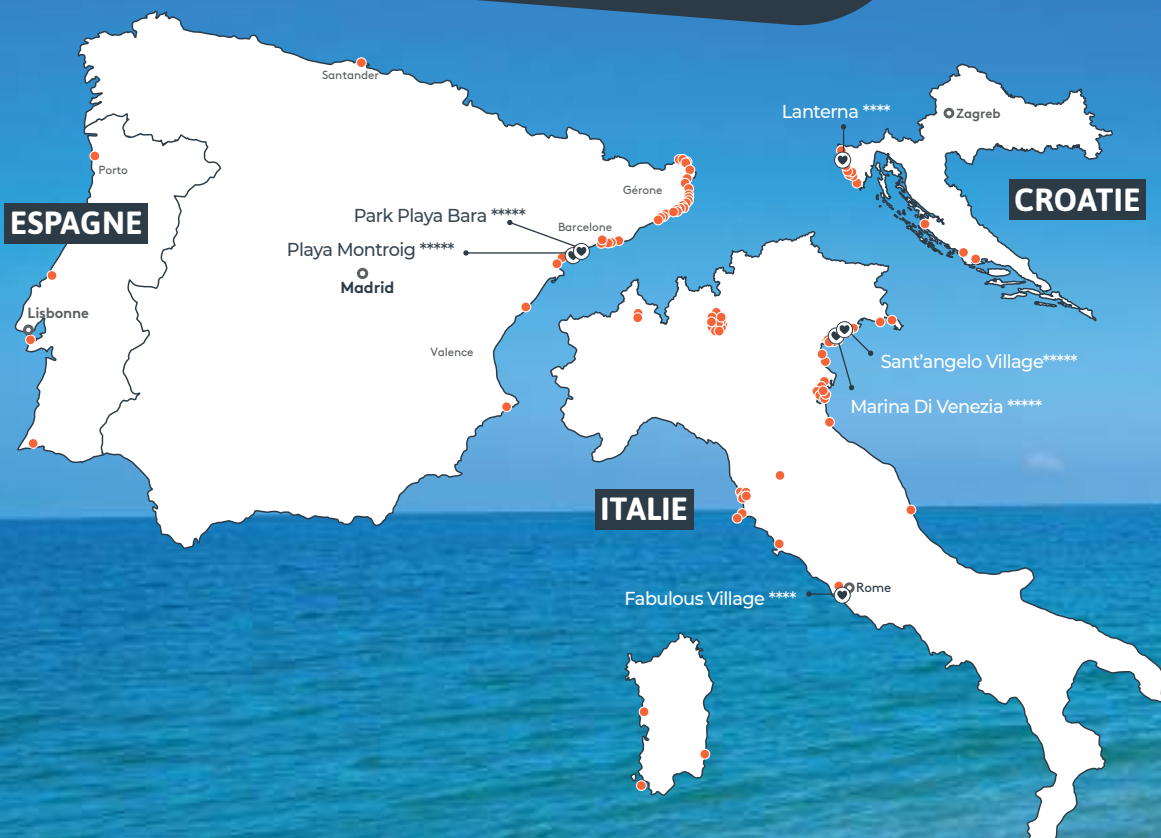 Santander
Lanterna ****
Zagreb
Porto
Gérone
CROATIE
ESPAGNE
Park Playa Bara *****
Barcelone
Playa Montroig *****
Madrid
Lisbonne
Valence
Sant'angelo Village*****
Marina Di Venezia *****
ITALIE
Rome
Fabulous Village ****